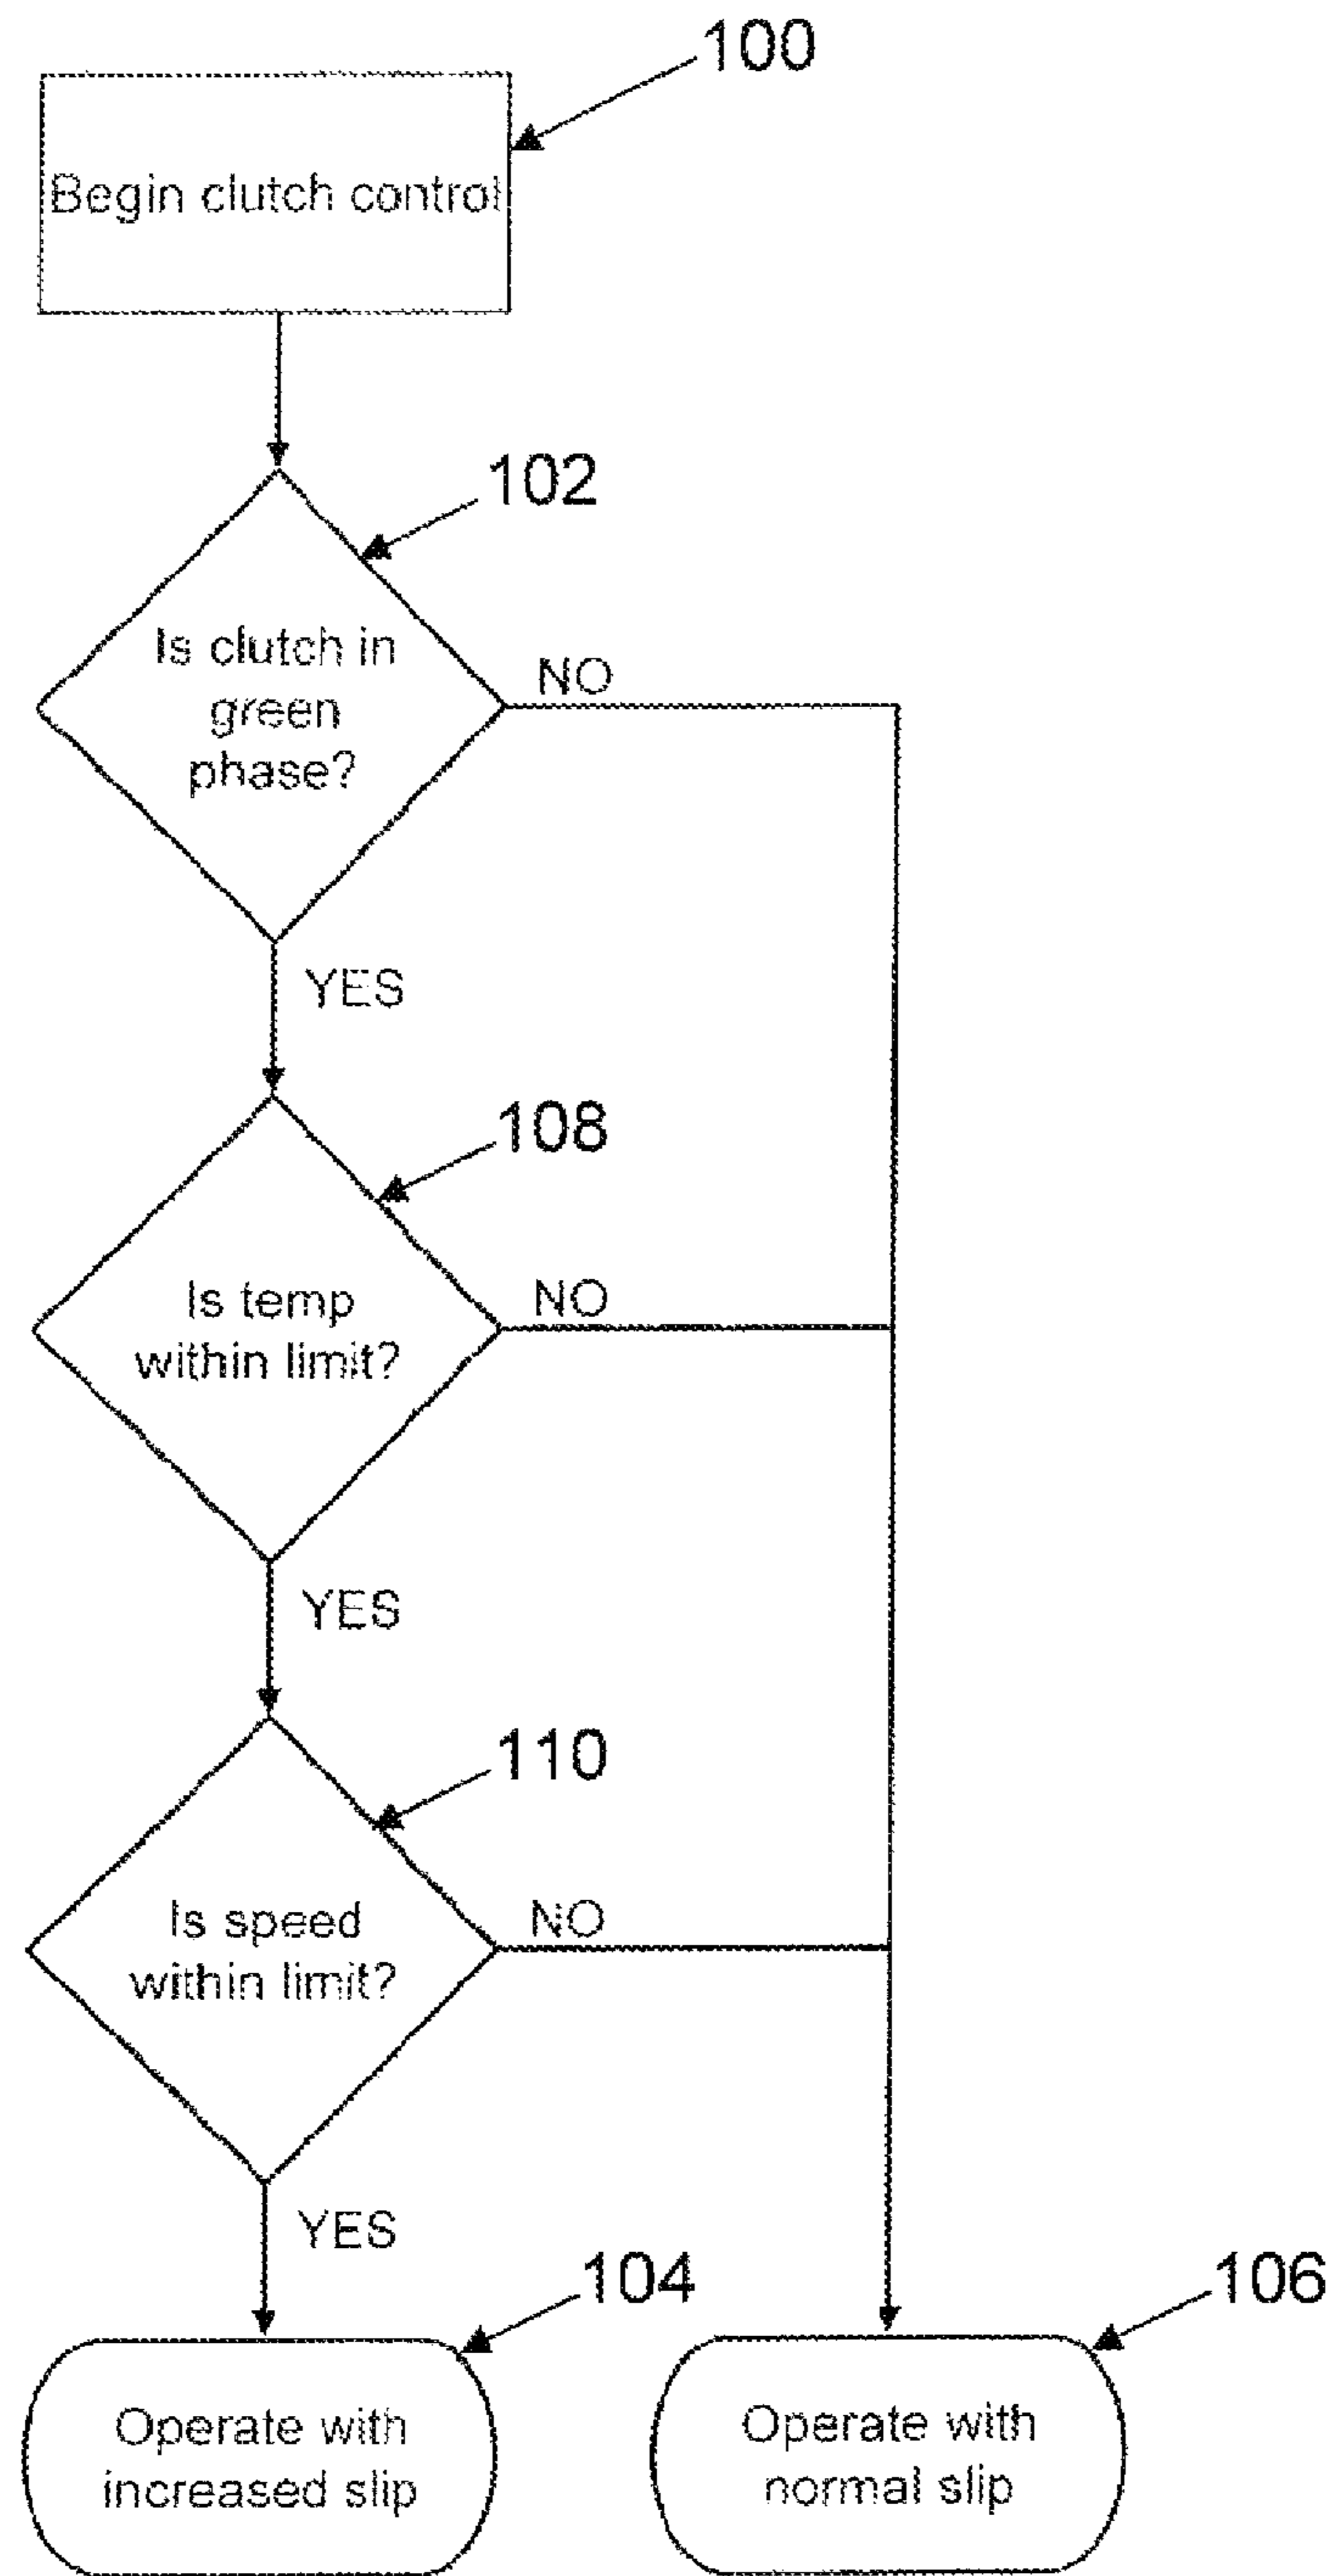 100
Begin clutch control
102
Is clutch in
green
phase?
NO
YES
108
Is temp
within limit?
NO
YES
110
Is speed
within limit?
NO
YES
104
106
Operate with
increased slip
Operate with
normal slip